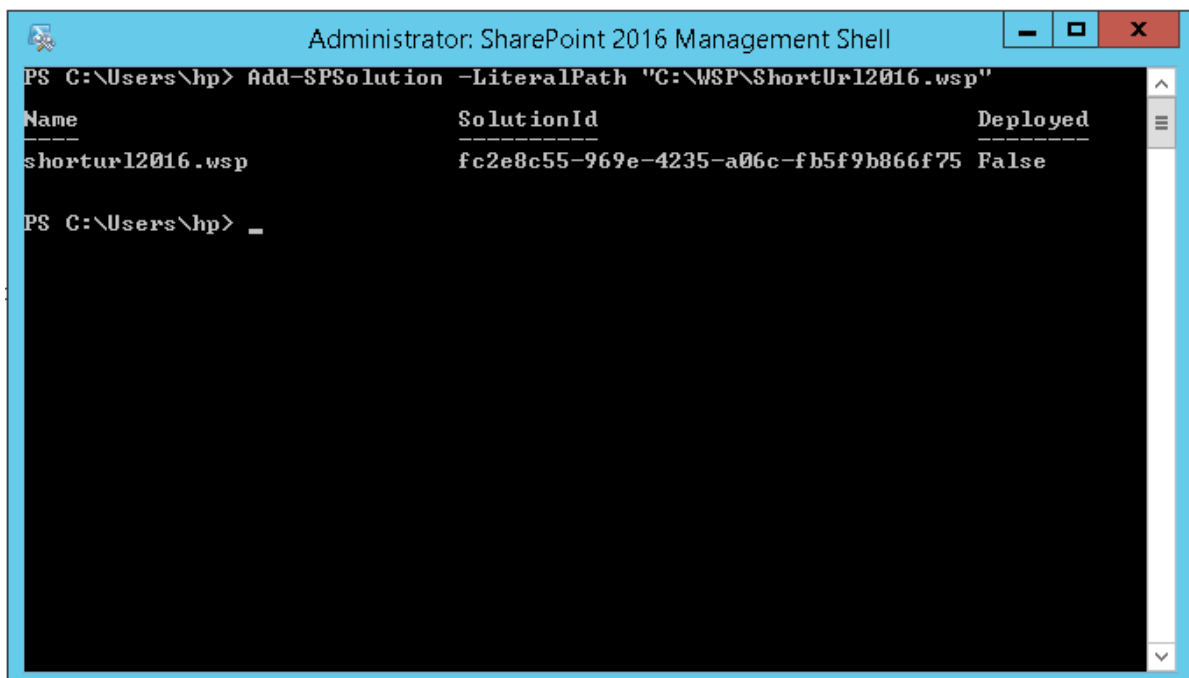 Administrator: SharePoint 2016 Management Shell
PS C:\Users\hp> Add-SPSolution -LiteralPath "C:\WSP\ShortUrl2016.wsp"
Name SolutionId Deployed
---- ---------- --------
shorturl2016.wsp fc2e8c55-969e-4235-a06c-fb5f9b866f75 False
PS C:\Users\hp> _